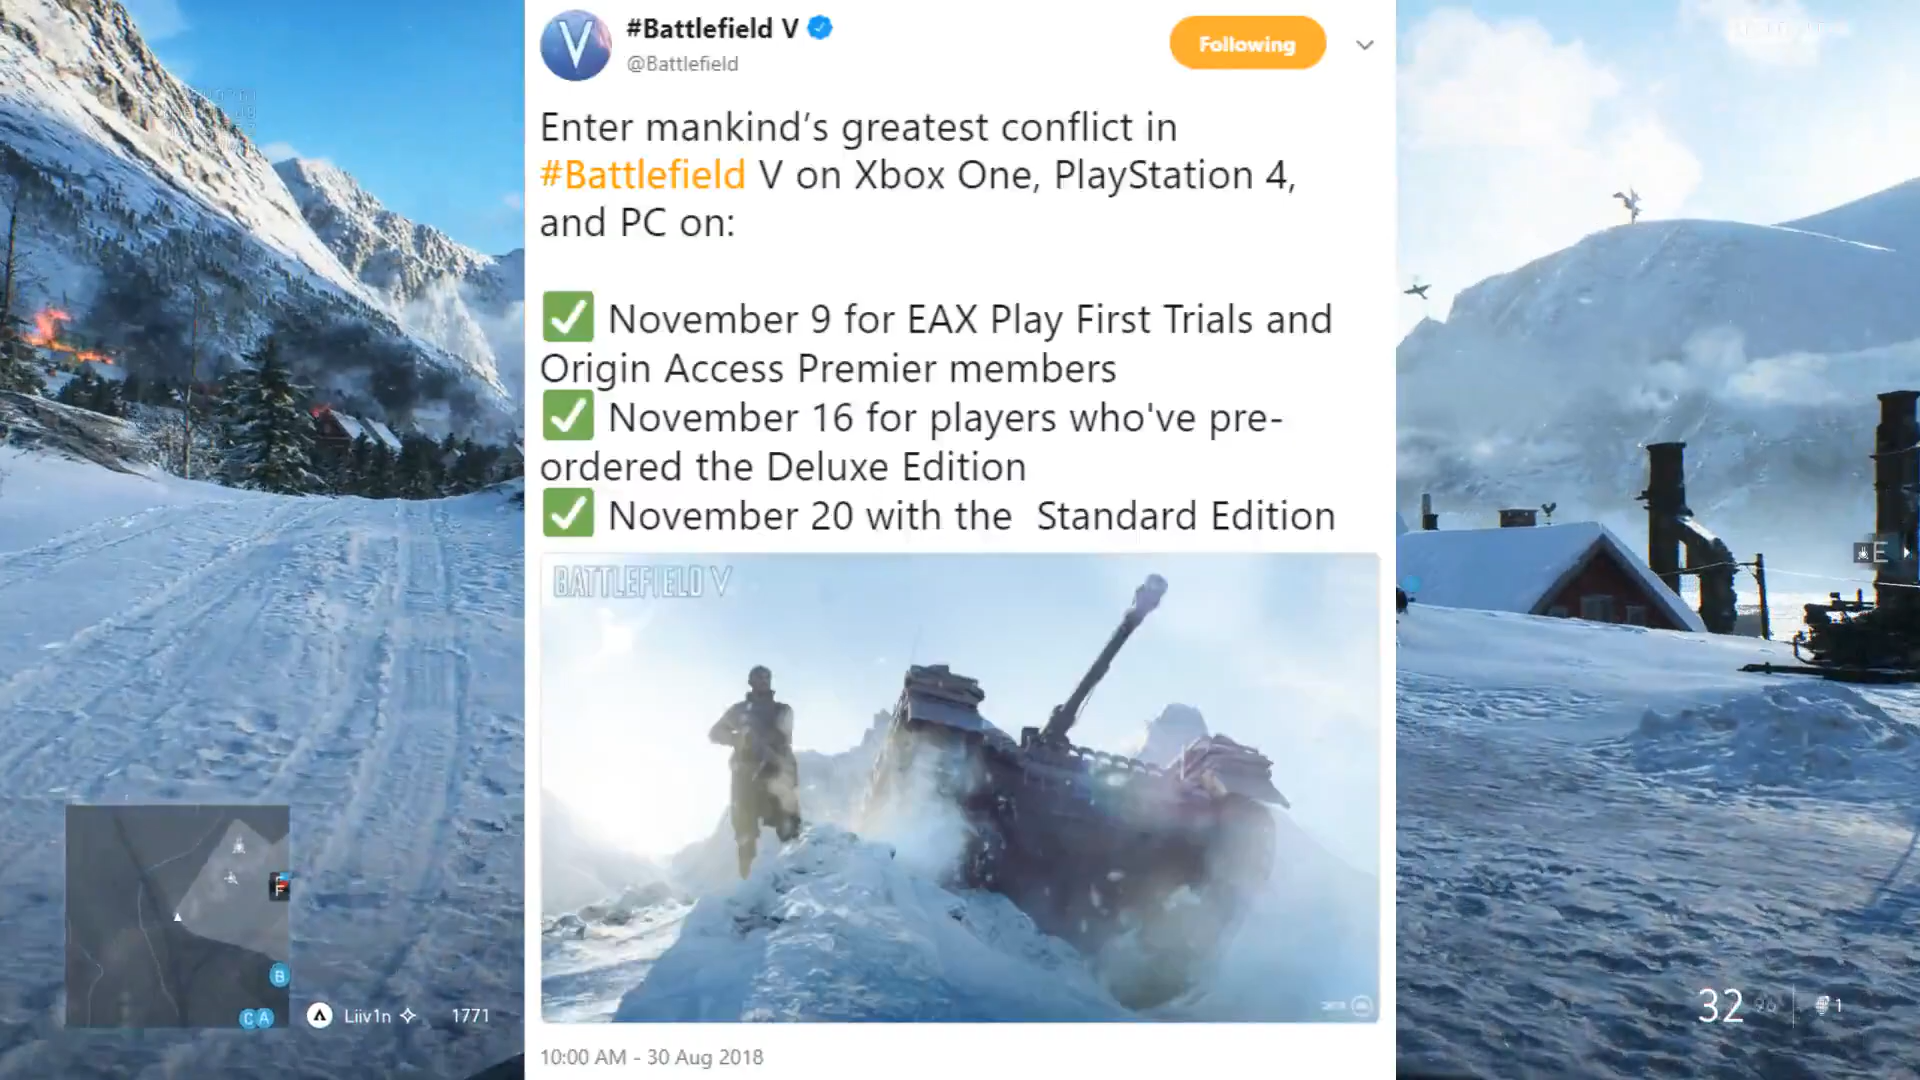 #Battlefield V
@Battlefield
Following
Enter mankind’s greatest conflict in
#Battlefield V on Xbox One, PlayStation 4,
and PC on:
✅ November 9 for EAX Play First Trials and
Origin Access Premier members
✅ November 16 for players who've pre-
ordered the Deluxe Edition
✅ November 20 with the  Standard Edition
BATTLEFIELD V
10:00 AM - 30 Aug 2018
E
F
B
C A
Liiv1n
1771
32 96
1